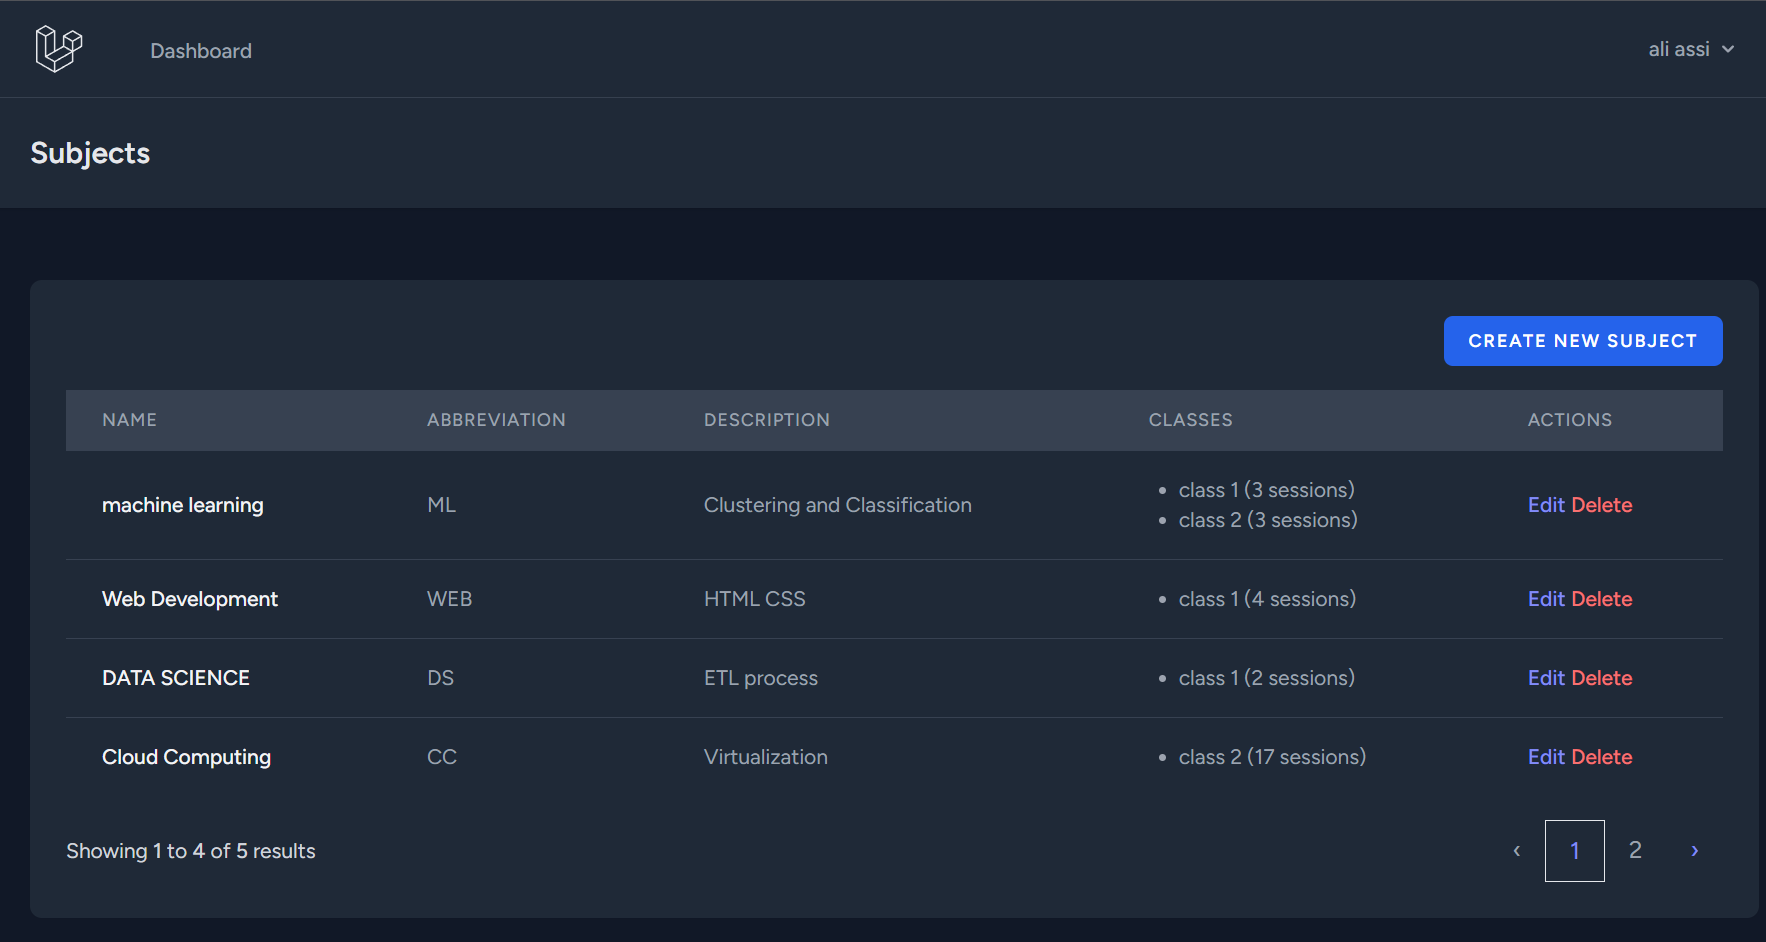 Dashboard
ali assi
Subjects
CREATE NEW SUBJECT
NAME ABBREVIATION DESCRIPTION CLASSES ACTIONS
machine learning ML Clustering and Classification • class 1 (3 sessions) Edit Delete
• class 2 (3 sessions)
Web Development WEB HTML CSS • class 1 (4 sessions) Edit Delete
DATA SCIENCE DS ETL process • class 1 (2 sessions) Edit Delete
Cloud Computing CC Virtualization • class 2 (17 sessions) Edit Delete
Showing 1 to 4 of 5 results ‹ 1 2 ›